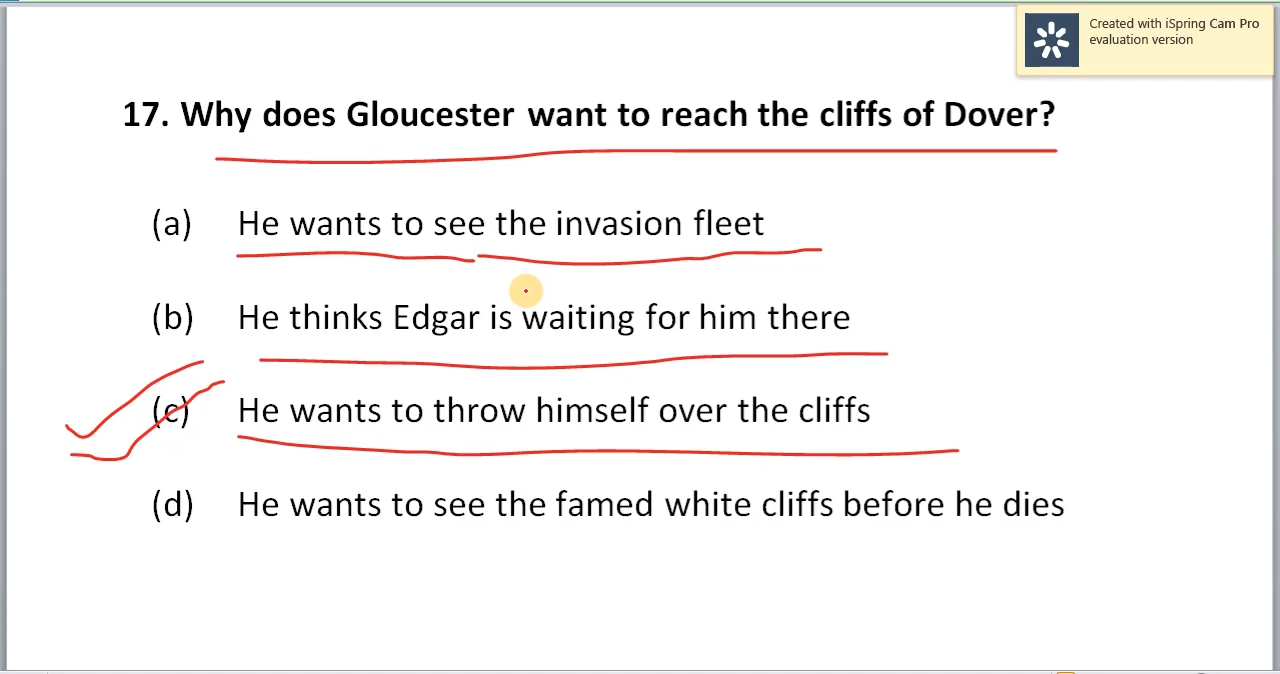 Created with iSpring Cam Pro
evaluation version
17. Why does Gloucester want to reach the cliffs of Dover?
(a) He wants to see the invasion fleet
(b) He thinks Edgar is waiting for him there
(c) He wants to throw himself over the cliffs
(d) He wants to see the famed white cliffs before he dies